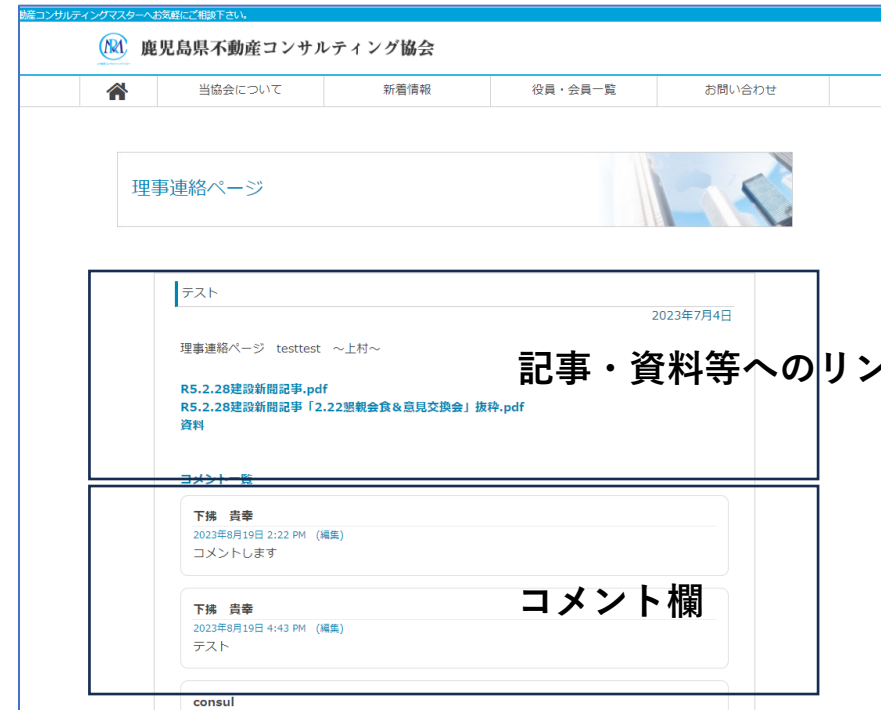 動産コンサルティングマスターへお気軽にご相談下さい。
鹿児島県不動産コンサルティング協会
当協会について
新着情報
役員・会員一覧
お問い合わせ
理事連絡ページ
テスト
2023年7月4日
理事連絡ページ testtest ～上村～
記事・資料等へのリン
R5.2.28建設新聞記事.pdf
R5.2.28建設新聞記事「2.22懇親会食&意見交換会」抜粋.pdf
資料
コメント一覧
下拂 貴幸
2023年8月19日 2:22 PM (編集)
コメントします
コメント欄
下拂 貴幸
2023年8月19日 4:43 PM (編集)
テスト
consul